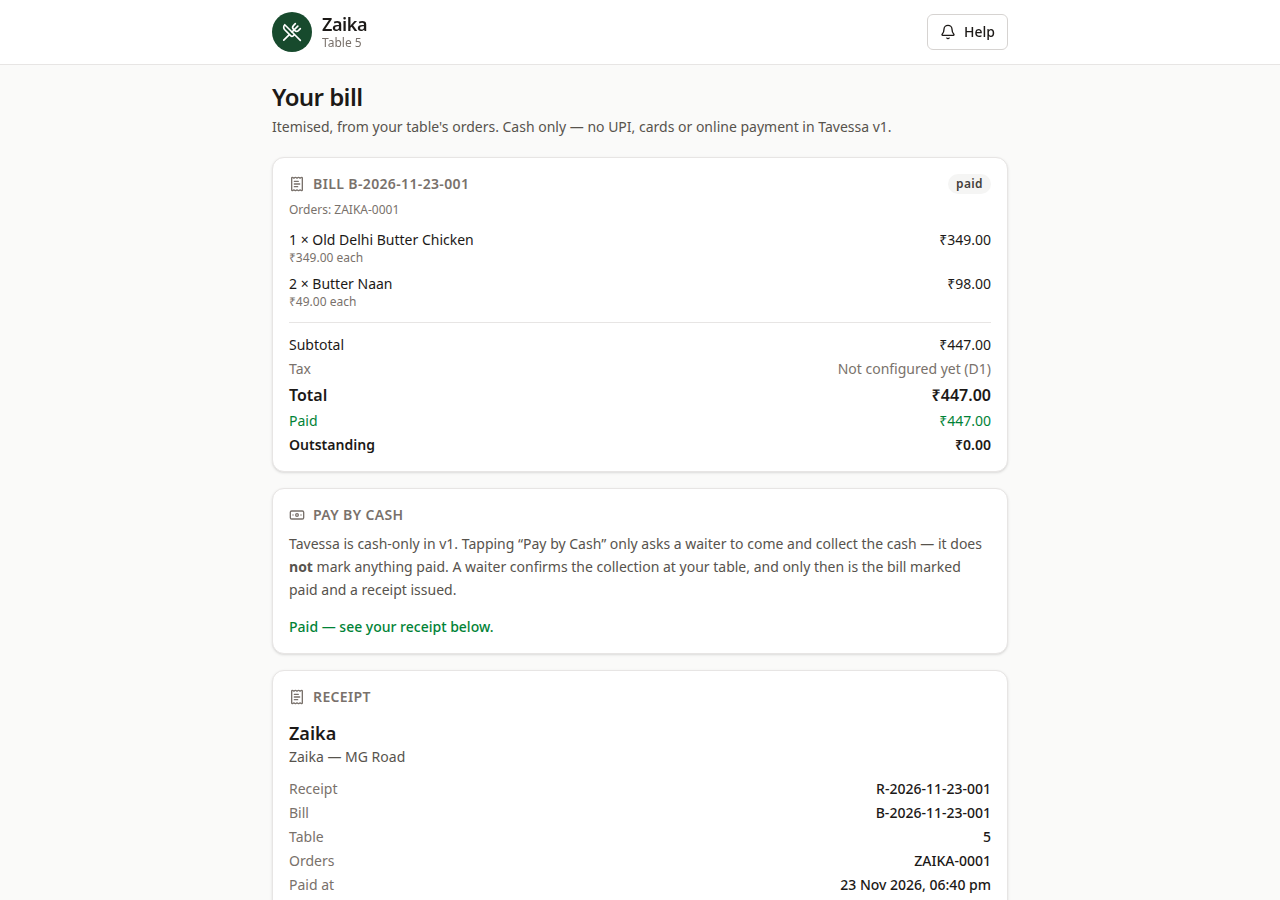 Zaika
Table 5
Help
Your bill
Itemised, from your table's orders. Cash only — no UPI, cards or online payment in Tavessa v1.
BILL B-2026-11-23-001
paid
Orders: ZAIKA-0001
1 × Old Delhi Butter Chicken ₹349.00
₹349.00 each
2 × Butter Naan ₹98.00
₹49.00 each
Subtotal ₹447.00
Tax Not configured yet (D1)
Total ₹447.00
Paid ₹447.00
Outstanding ₹0.00
PAY BY CASH
Tavessa is cash-only in v1. Tapping “Pay by Cash” only asks a waiter to come and collect the cash — it does
not mark anything paid. A waiter confirms the collection at your table, and only then is the bill marked
paid and a receipt issued.
Paid — see your receipt below.
RECEIPT
Zaika
Zaika — MG Road
Receipt R-2026-11-23-001
Bill B-2026-11-23-001
Table 5
Orders ZAIKA-0001
Paid at 23 Nov 2026, 06:40 pm